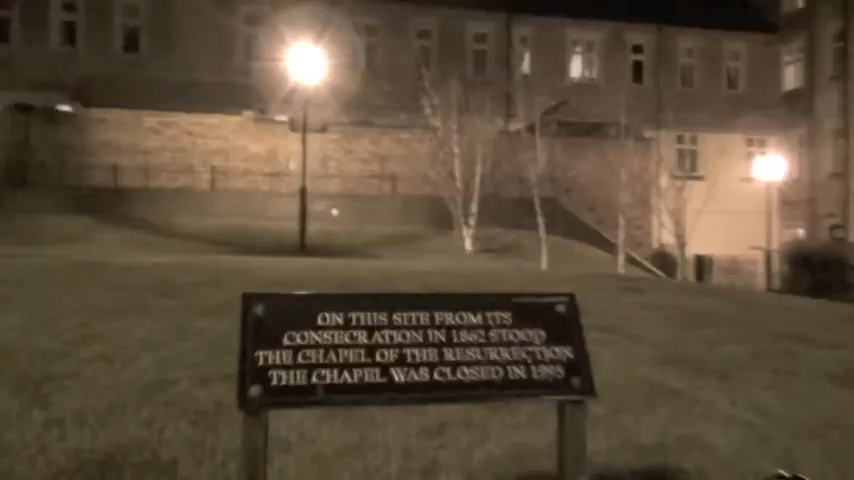 ON THIS SITE FROM ITS
CONSECRATION IN 1862 STOOD
THE CHAPEL OF THE RESURRECTION
THE CHAPEL WAS CLOSED IN 1995